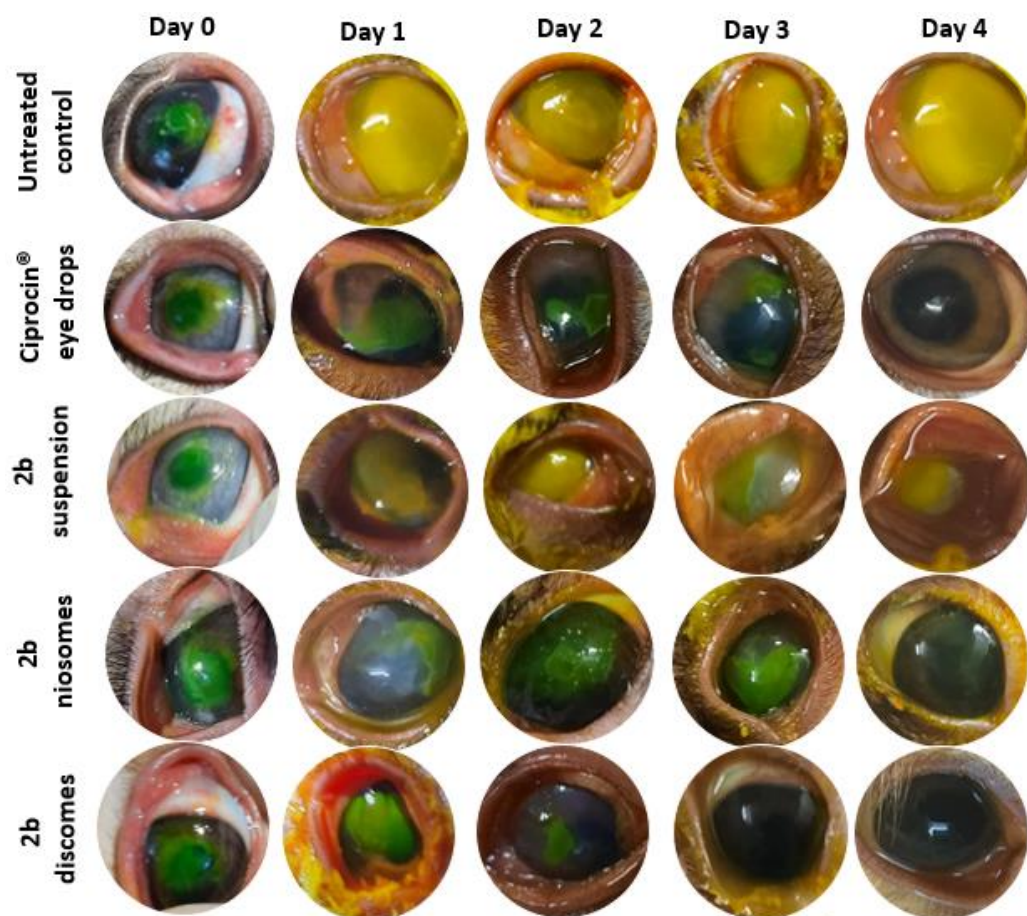 Day 0 Day 1 Day 2 Day 3 Day 4
Untreated
control
Ciprocin®
eye drops
2b
suspension
2b
niosomes
2b
discomes